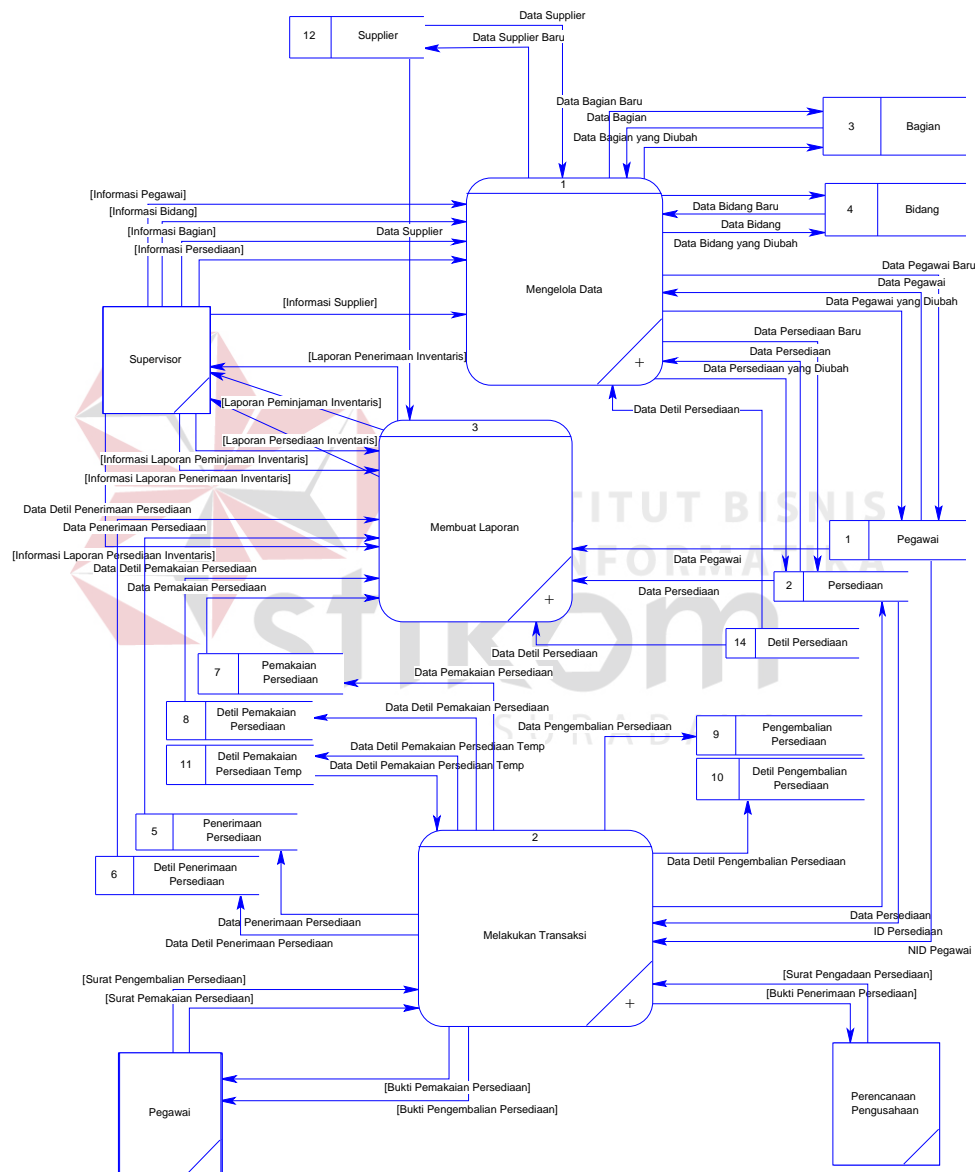 Data Supplier
12
Supplier
Data Supplier Baru
Data Bagian Baru
Data Bagian
Data Bagian yang Diubah
3
Bagian
1
[Informasi Pegawai]
[Informasi Bidang]
[Informasi Bagian]
Data Supplier
[Informasi Persediaan]
Data Bidang Baru
Data Bidang
Data Bidang yang Diubah
4
Bidang
Mengelola Data
+
Data Pegawai Baru
Data Pegawai
Data Pegawai yang Diubah
[Informasi Supplier]
Supervisor
Data Persediaan Baru
Data Persediaan
Data Persediaan yang Diubah
[Laporan Penerimaan Inventaris]
[Laporan Peminjaman Inventaris]
[Laporan Persediaan Inventaris]
Data Detil Persediaan
3
[Informasi Laporan Peminjaman Inventaris]
[Informasi Laporan Penerimaan Inventaris]
Data Detil Penerimaan Persediaan
Data Penerimaan Persediaan
[Informasi Laporan Persediaan Inventaris]
Data Detil Pemakaian Persediaan
Data Pemakaian Persediaan
Membuat Laporan
+
TITUT BISNIS
NFORMATIKA
stikom
SURABA
1
Pegawai
Data Pegawai
2
Persediaan
Data Persediaan
14
Detil Persediaan
Data Detil Persediaan
7
Pemakaian
Persediaan
Data Pemakaian Persediaan
8
Detil Pemakaian
Persediaan
Data Detil Pemakaian Persediaan
11
Detil Pemakaian
Persediaan Temp
Data Detil Pemakaian Persediaan Temp
Data Detil Pemakaian Persediaan Temp
Data Pengembalian Persediaan
9
Pengembalian
Persediaan
10
Detil Pengembalian
Persediaan
5
Penerimaan
Persediaan
6
Detil Penerimaan
Persediaan
2
Data Detil Pengembalian Persediaan
Data Penerimaan Persediaan
Data Detil Penerimaan Persediaan
Melakukan Transaksi
+
Data Persediaan
ID Persediaan
NID Pegawai
[Surat Pengembalian Persediaan]
[Surat Pemakaian Persediaan]
[Surat Pengadaan Persediaan]
[Bukti Penerimaan Persediaan]
Pegawai
[Bukti Pemakaian Persediaan]
[Bukti Pengembalian Persediaan]
Perencanaan
Pengusahaan